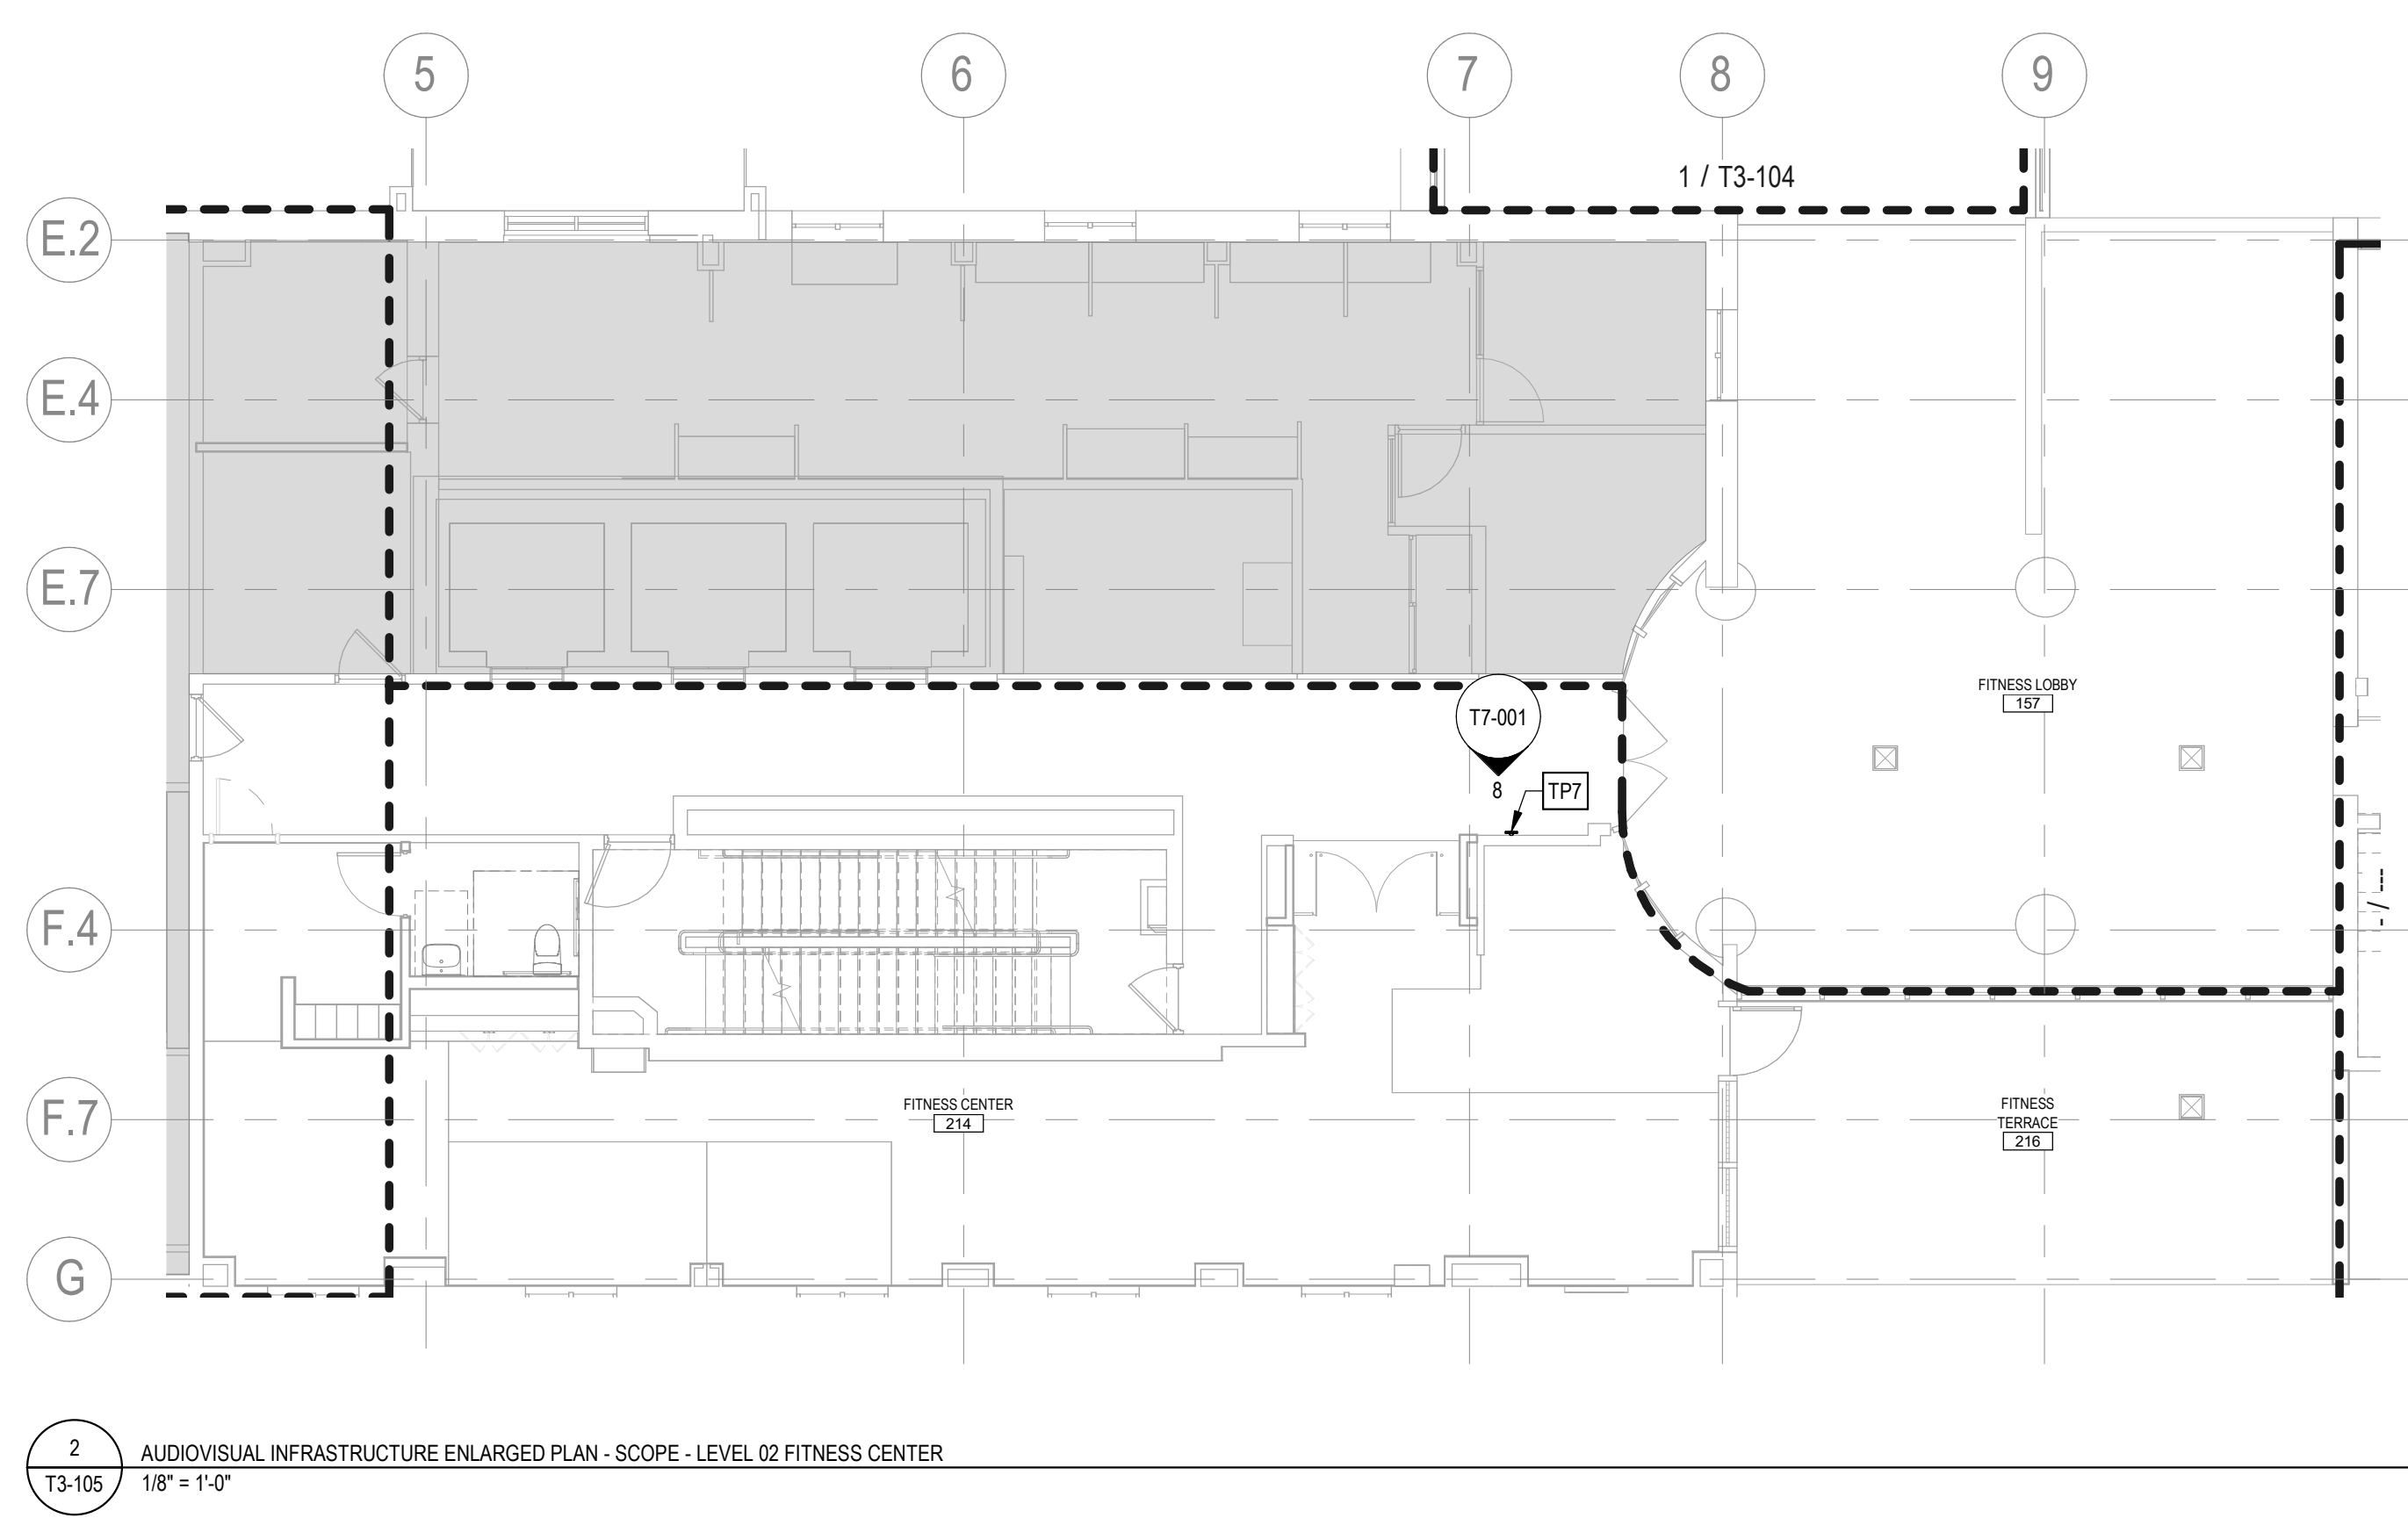 5
6
7
8
9
1 / T3-104
E.2
E.4
E.7
FITNESS LOBBY
157
T7-001
8
TP7
F.4
- / ---
F.7
FITNESS CENTER
214
FITNESS
TERRACE
216
G
2
AUDIOVISUAL INFRASTRUCTURE ENLARGED PLAN - SCOPE - LEVEL 02 FITNESS CENTER
T3-105
1/8" = 1'-0"